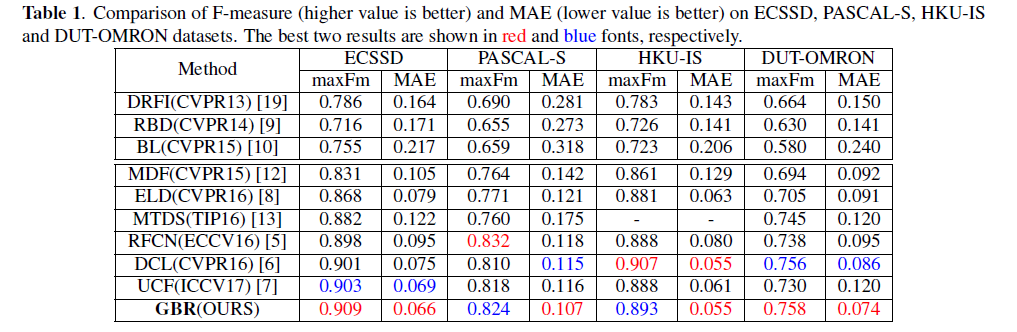 Table 1. Comparison of F-measure (higher value is better) and MAE (lower value is better) on ECSSD, PASCAL-S, HKU-IS
and DUT-OMRON datasets. The best two results are shown in red and blue fonts, respectively.
Method ECSSD PASCAL-S HKU-IS DUT-OMRON
maxFm MAE maxFm MAE maxFm MAE maxFm MAE
DRFI(CVPR13) [19] 0.786 0.164 0.690 0.281 0.783 0.143 0.664 0.150
RBD(CVPR14) [9] 0.716 0.171 0.655 0.273 0.726 0.141 0.630 0.141
BL(CVPR15) [10] 0.755 0.217 0.659 0.318 0.723 0.206 0.580 0.240
MDF(CVPR15) [12] 0.831 0.105 0.764 0.142 0.861 0.129 0.694 0.092
ELD(CVPR16) [8] 0.868 0.079 0.771 0.121 0.881 0.063 0.705 0.091
MTDS(TIP16) [13] 0.882 0.122 0.760 0.175 - - 0.745 0.120
RFCN(ECCV16) [5] 0.898 0.095 0.832 0.118 0.888 0.080 0.738 0.095
DCL(CVPR16) [6] 0.901 0.075 0.810 0.115 0.907 0.055 0.756 0.086
UCF(ICCV17) [7] 0.903 0.069 0.818 0.116 0.888 0.061 0.730 0.120
GBR(OURS) 0.909 0.066 0.824 0.107 0.893 0.055 0.758 0.074